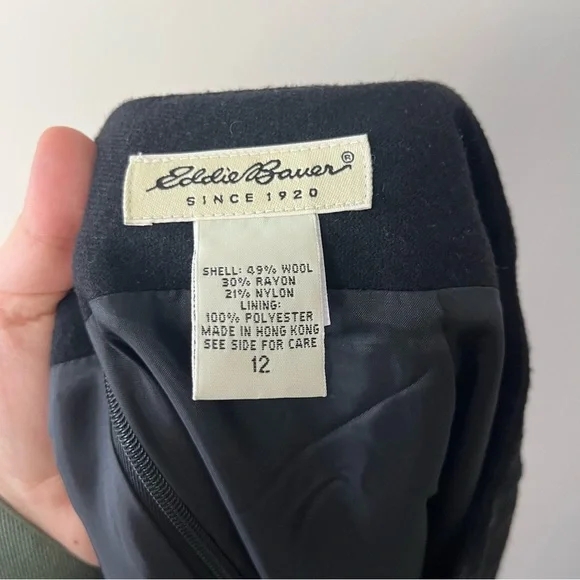 Eddie Bauer®
SINCE 1920
SHELL: 49% WOOL
30% RAYON
21% NYLON
LINING:
100% POLYESTER
MADE IN HONG KONG
SEE SIDE FOR CARE
12